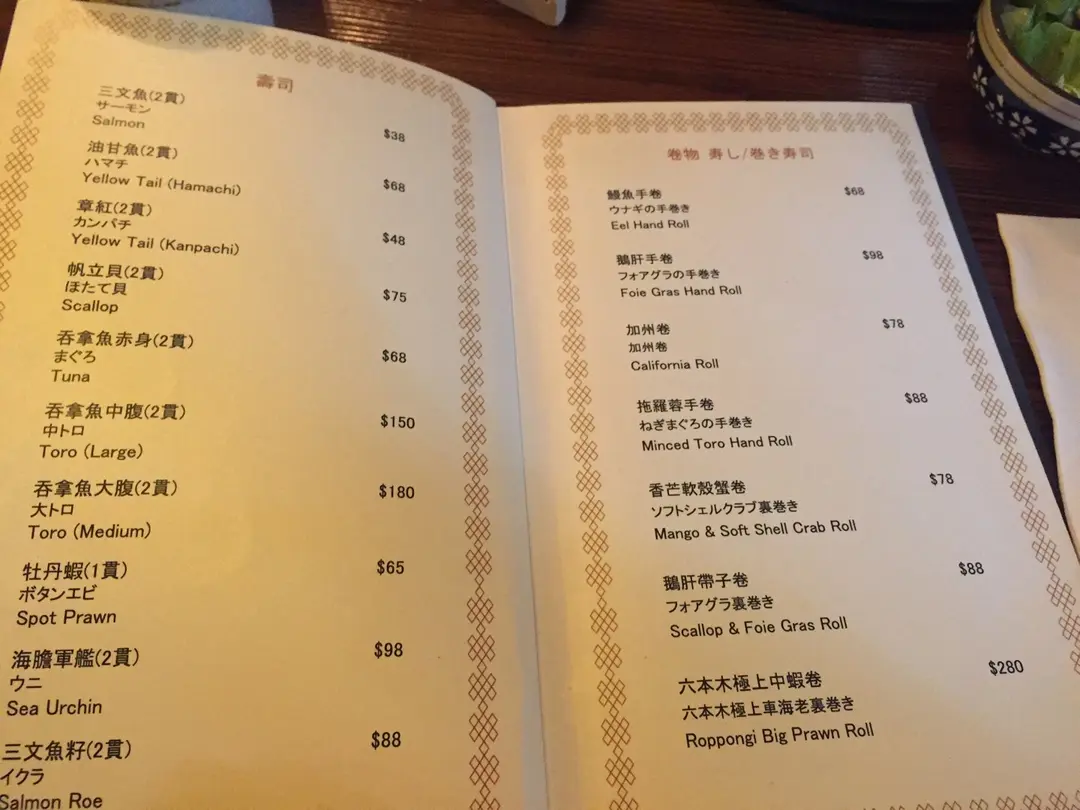 壽司
三文魚(2貫)
サーモン
Salmon
$38
油甘魚(2貫)
ハマチ
Yellow Tail (Hamachi)
$68
章紅(2貫)
カンパチ
Yellow Tail (Kanpachi)
$48
帆立貝(2貫)
ほたて貝
Scallop
$75
吞拿魚赤身(2貫)
まぐろ
Tuna
$68
吞拿魚中腹(2貫)
中トロ
Toro (Large)
$150
吞拿魚大腹(2貫)
大トロ
Toro (Medium)
$180
牡丹蝦(1貫)
ボタンエビ
Spot Prawn
$65
海膽軍艦(2貫)
ウニ
Sea Urchin
$98
三文魚籽(2貫)
イクラ
Salmon Roe
$88
卷物 寿し/巻き寿司
鰻魚手卷
ウナギの手巻き
Eel Hand Roll
$68
鵝肝手卷
フォアグラの手巻き
Foie Gras Hand Roll
$98
加州卷
加州巻
California Roll
$78
拖羅蓉手卷
ねぎまぐろの手巻き
Minced Toro Hand Roll
$88
香芒軟殼蟹卷
ソフトシェルクラブ裏巻き
Mango & Soft Shell Crab Roll
$78
鵝肝帶子卷
フォアグラ裏巻き
Scallop & Foie Gras Roll
$88
六本木極上中蝦卷
六本木極上車海老裏巻き
Roppongi Big Prawn Roll
$280